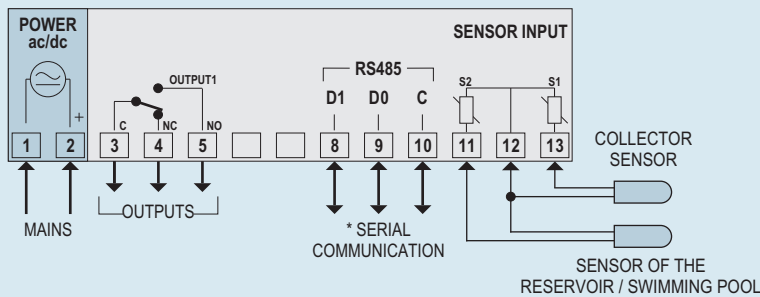 POWER
ac/dc
SENSOR INPUT
OUTPUT1
RS485
D1 D0 C
S2 S1
+
C NC NO
1 2 3 4 5 8 9 10 11 12 13
MAINS
OUTPUTS
* SERIAL
COMMUNICATION
COLLECTOR
SENSOR
SENSOR OF THE
RESERVOIR / SWIMMING POOL